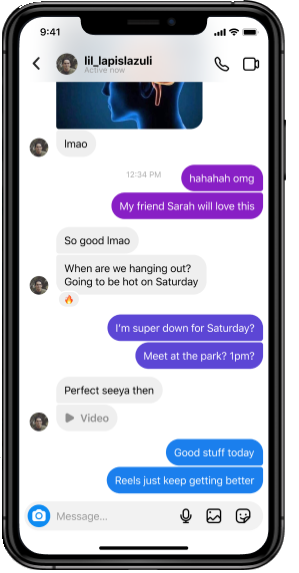 9:41
lil_lapislazuli
Active now
lmao
12:34 PM
hahahah omg
My friend Sarah will love this
So good lmao
When are we hanging out?
Going to be hot on Saturday
I'm super down for Saturday?
Meet at the park? 1pm?
Perfect seeya then
Video
Good stuff today
Reels just keep getting better
Message...